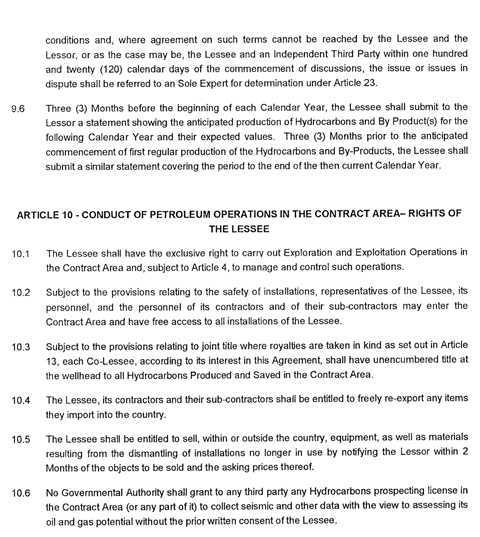 conditions and, where agreement on such terms cannot be reached by the Lessee and the
Lessor, or as the case may be, the Lessee and an Independent Third Party within one hundred
and twenty (120) calendar days of the commencement of discussions, the issue or issues in
dispute shall be referred to an Sole Expert for determination under Article 23.
9.6 Three (3) Months before the beginning of each Calendar Year, the Lessee shall submit to the
Lessor a statement showing the anticipated production of Hydrocarbons and By Product(s) for the
following Calendar Year and their expected values. Three (3) Months prior to the anticipated
commencement of first regular production of the Hydrocarbons and By-Products, the Lessee shall
submit a similar statement covering the period to the end of the then current Calendar Year.
ARTICLE 10 - CONDUCT OF PETROLEUM OPERATIONS IN THE CONTRACT AREA– RIGHTS OF
THE LESSEE
10.1 The Lessee shall have the exclusive right to carry out Exploration and Exploitation Operations in
the Contract Area and, subject to Article 4, to manage and control such operations.
10.2 Subject to the provisions relating to the safety of installations, representatives of the Lessee, its
personnel, and the personnel of its contractors and of their sub-contractors may enter the
Contract Area and have free access to all installations of the Lessee.
10.3 Subject to the provisions relating to joint title where royalties are taken in kind as set out in Article
13, each Co-Lessee, according to its interest in this Agreement, shall have unencumbered title at
the wellhead to all Hydrocarbons Produced and Saved in the Contract Area.
10.4 The Lessee, its contractors and their sub-contractors shall be entitled to freely re-export any items
they import into the country.
10.5 The Lessee shall be entitled to sell, within or outside the country, equipment, as well as materials
resulting from the dismantling of installations no longer in use by notifying the Lessor within 2
Months of the objects to be sold and the asking prices thereof.
10.6 No Governmental Authority shall grant to any third party any Hydrocarbons prospecting license in
the Contract Area (or any part of it) to collect seismic and other data with the view to assessing its
oil and gas potential without the prior written consent of the Lessee.